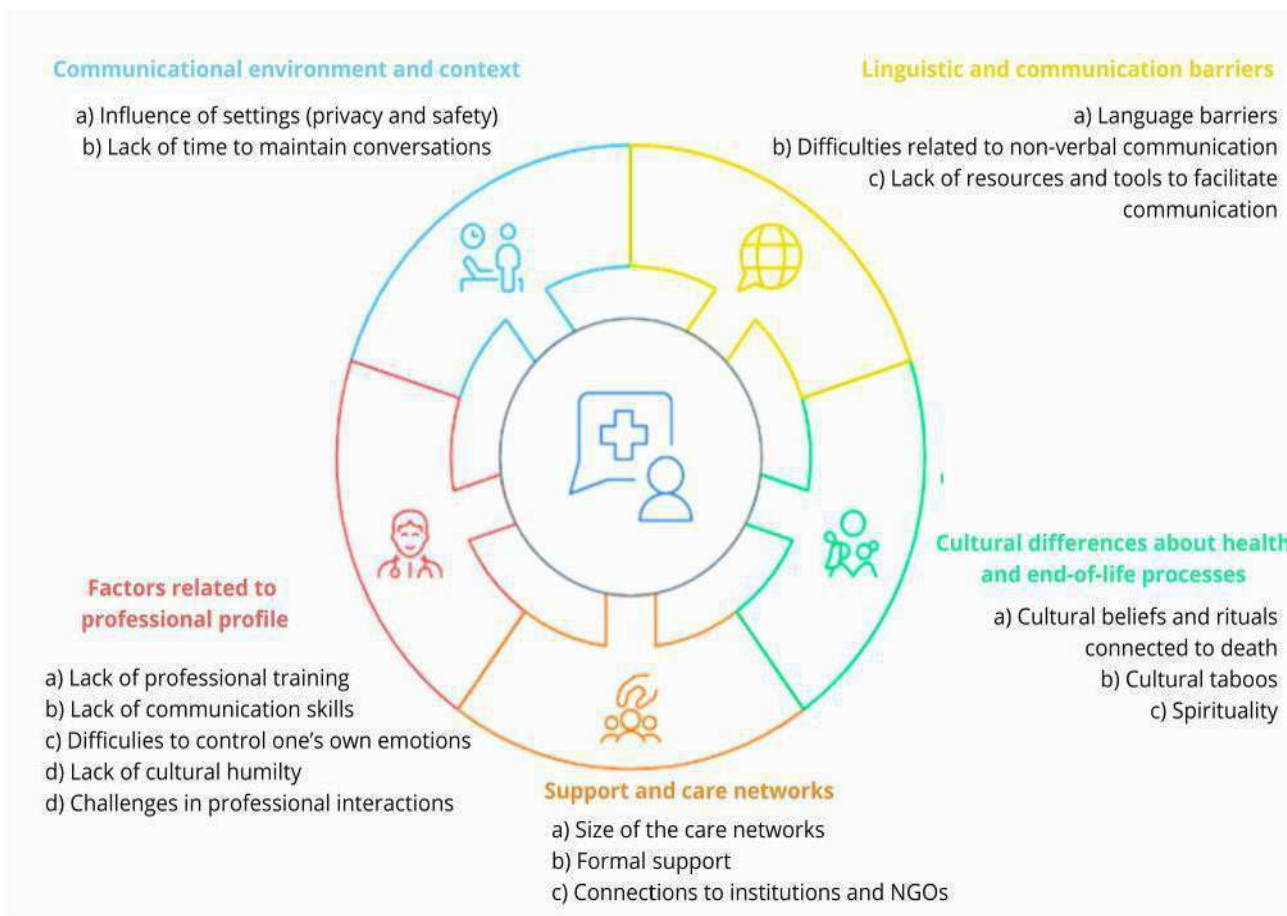 Communicational environment and context
a) Influence of settings (privacy and safety)
b) Lack of time to maintain conversations
Linguistic and communication barriers
a) Language barriers
b) Difficulties related to non-verbal communication
c) Lack of resources and tools to facilitate
communication
Cultural differences about health
and end-of-life processes
a) Cultural beliefs and rituals
connected to death
b) Cultural taboos
c) Spirituality
Factors related to
professional profile
a) Lack of professional training
b) Lack of communication skills
c) Difficulies to control one's own emotions
d) Lack of cultural humilty
d) Challenges in professional interactions
Support and care networks
a) Size of the care networks
b) Formal support
c) Connections to institutions and NGOs